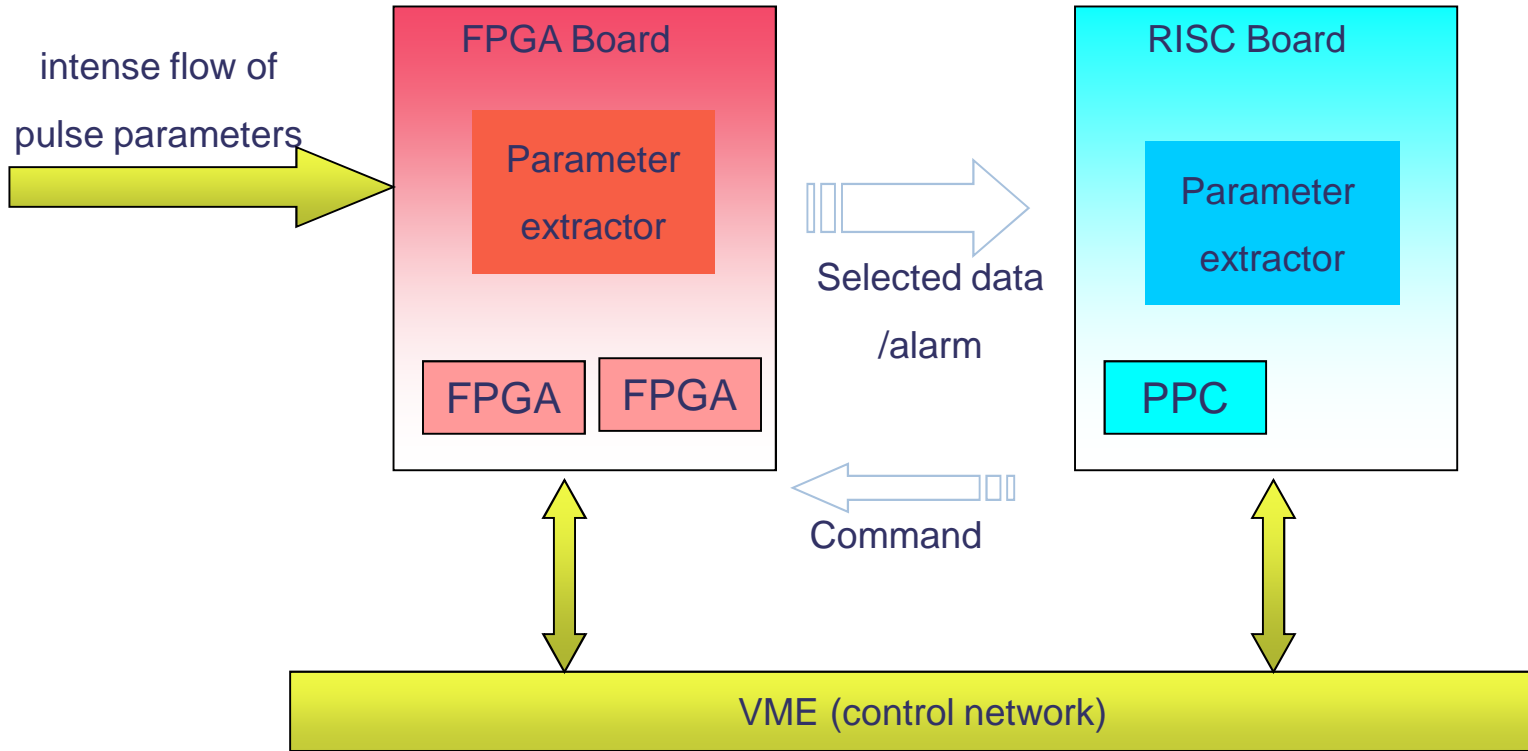 FPGA Board
RISC Board
intense flow of
pulse parameters
Parameter
extractor
Parameter
extractor
Selected data
/alarm
FPGA
FPGA
PPC
Command
VME (control network)